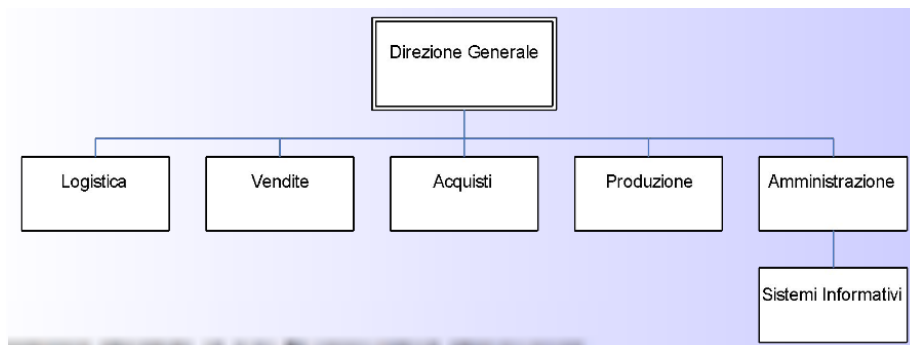 Direzione Generale
Logistica
Vendite
Acquisti
Produzione
Amministrazione
Sistemi Informativi